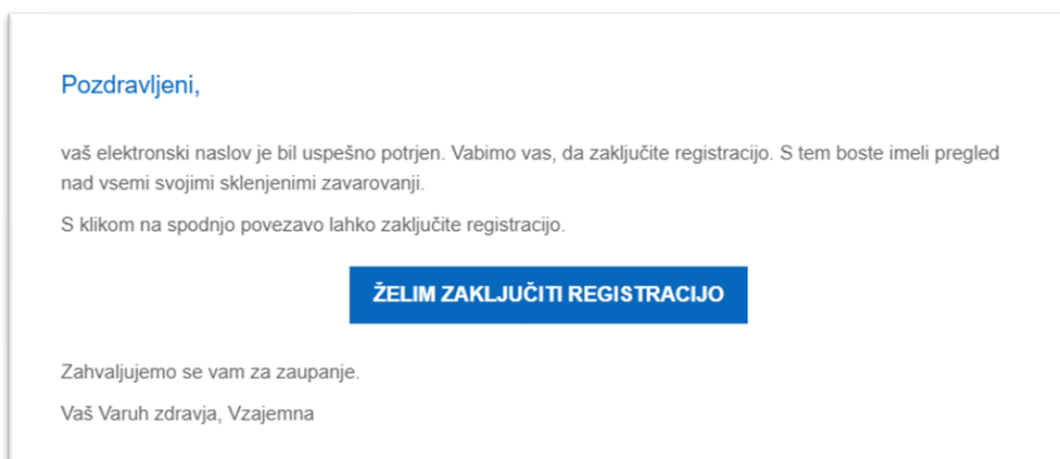 Pozdravljeni,
vaš elektronski naslov je bil uspešno potrjen. Vabimo vas, da zaključite registracijo. S tem boste imeli pregled
nad vsemi svojimi sklenjenimi zavarovanji.
S klikom na spodnjo povezavo lahko zaključite registracijo.
ŽELIM ZAKLJUČITI REGISTRACIJO
Zahvaljujemo se vam za zaupanje.
Vaš Varuh zdravja, Vzajemna